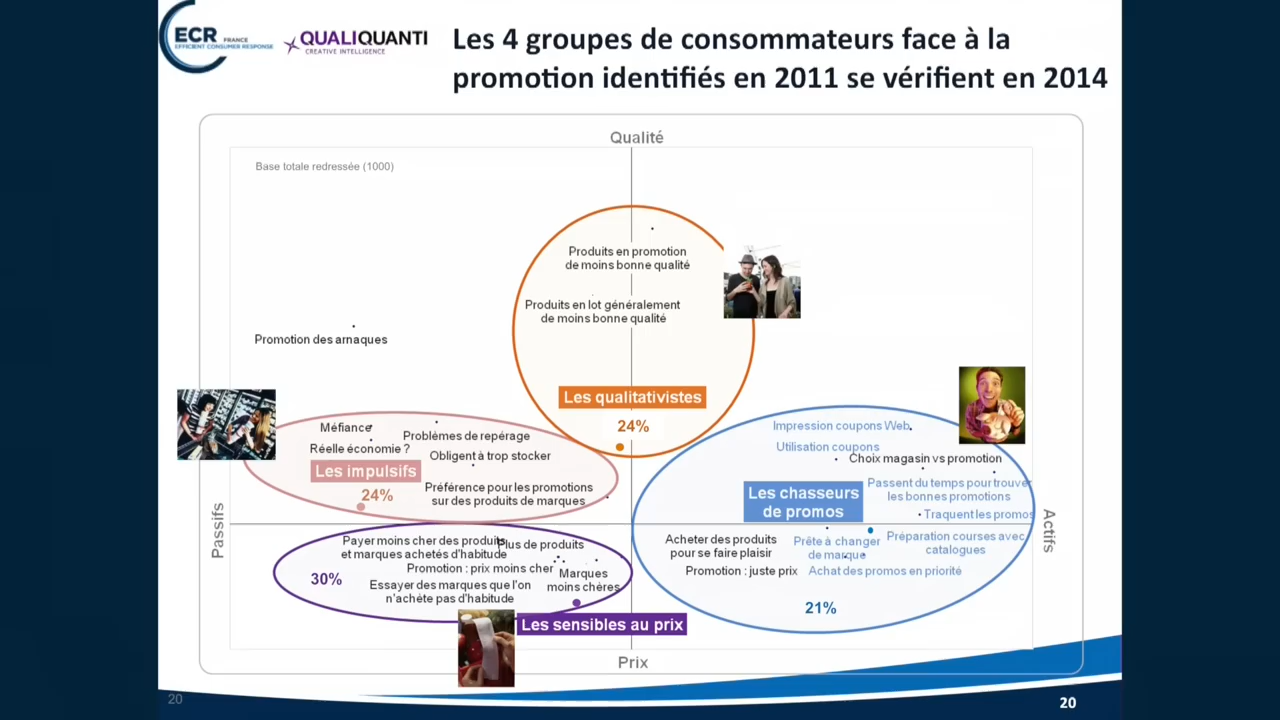 ECR FRANCE
EFFICIENT CONSUMER RESPONSE
QUALIQUANTI
CREATIVE INTELLIGENCE
Les 4 groupes de consommateurs face à la
promotion identifiés en 2011 se vérifient en 2014
Qualité
Base totale redressée (1000)
Produits en promotion
de moins bonne qualité
Produits en lot généralement
de moins bonne qualité
Promotion des arnaques
Les qualitativistes
24%
Méfiance
Problèmes de repérage
Réelle économie ?
Obligent à trop stocker
Les impulsifs
24%
Préférence pour les promotions
sur des produits de marques
Impression coupons Web
Utilisation coupons
Choix magasin vs promotion
Passent du temps pour trouver
les bonnes promotions
Les chasseurs
de promos
Traquent les promos
Passifs
Actifs
Payer moins cher des produits
et marques achetés d'habitude
Plus de produits
Promotion : prix moins cher
Marques
moins chères
30%
Essayer des marques que l'on
n'achète pas d'habitude
Les sensibles au prix
Acheter des produits
pour se faire plaisir
Prête à changer
de marque
Préparation courses avec
catalogues
Promotion : juste prix
Achat des promos en priorité
21%
Prix
20
20